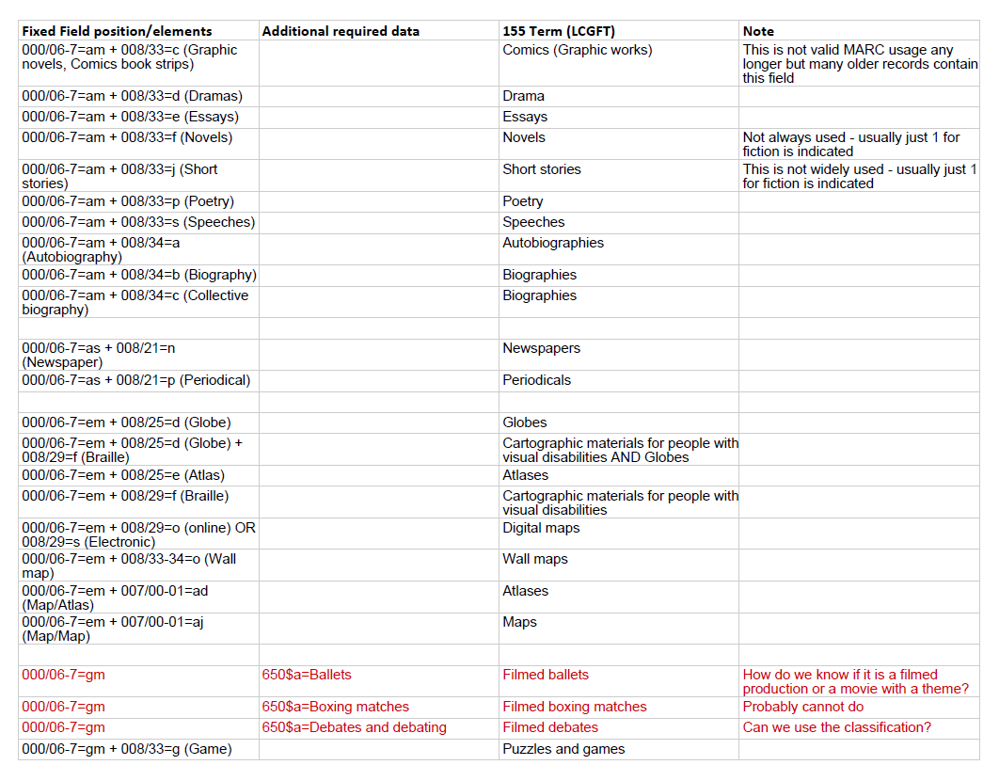 Fixed Field position/elements Additional required data 155 Term (LCGFT) Note
000/06-7=am + 008/33=c (Graphic Comics (Graphic works) This is not valid MARC usage any
novels, Comics book strips) longer but many older records contain
this field
000/06-7=am + 008/33=d (Dramas) Drama
000/06-7=am + 008/33=e (Essays) Essays
000/06-7=am + 008/33=f (Novels) Novels Not always used - usually just 1 for
fiction is indicated
000/06-7=am + 008/33=j (Short Short stories This is not widely used - usually just 1
stories) for fiction is indicated
000/06-7=am + 008/33=p (Poetry) Poetry
000/06-7=am + 008/33=s (Speeches) Speeches
000/06-7=am + 008/34=a Autobiographies
(Autobiography)
000/06-7=am + 008/34=b (Biography) Biographies
000/06-7=am + 008/34=c (Collective Biographies
biography)
000/06-7=as + 008/21=n Newspapers
(Newspaper)
000/06-7=as + 008/21=p (Periodical) Periodicals
000/06-7=em + 008/25=d (Globe) Globes
000/06-7=em + 008/25=d (Globe) + Cartographic materials for people with
008/29=f (Braille) visual disabilities AND Globes
000/06-7=em + 008/25=e (Atlas) Atlases
000/06-7=em + 008/29=f (Braille) Cartographic materials for people with
visual disabilities
000/06-7=em + 008/29=o (online) OR Digital maps
008/29=s (Electronic)
000/06-7=em + 008/33-34=o (Wall Wall maps
map)
000/06-7=em + 007/00-01=ad Atlases
(Map/Atlas)
000/06-7=em + 007/00-01=aj Maps
(Map/Map)
000/06-7=gm 650$a=Ballets Filmed ballets How do we know if it is a filmed
production or a movie with a theme?
000/06-7=gm 650$a=Boxing matches Filmed boxing matches Probably cannot do
000/06-7=gm 650$a=Debates and debating Filmed debates Can we use the classification?
000/06-7=gm + 008/33=g (Game) Puzzles and games